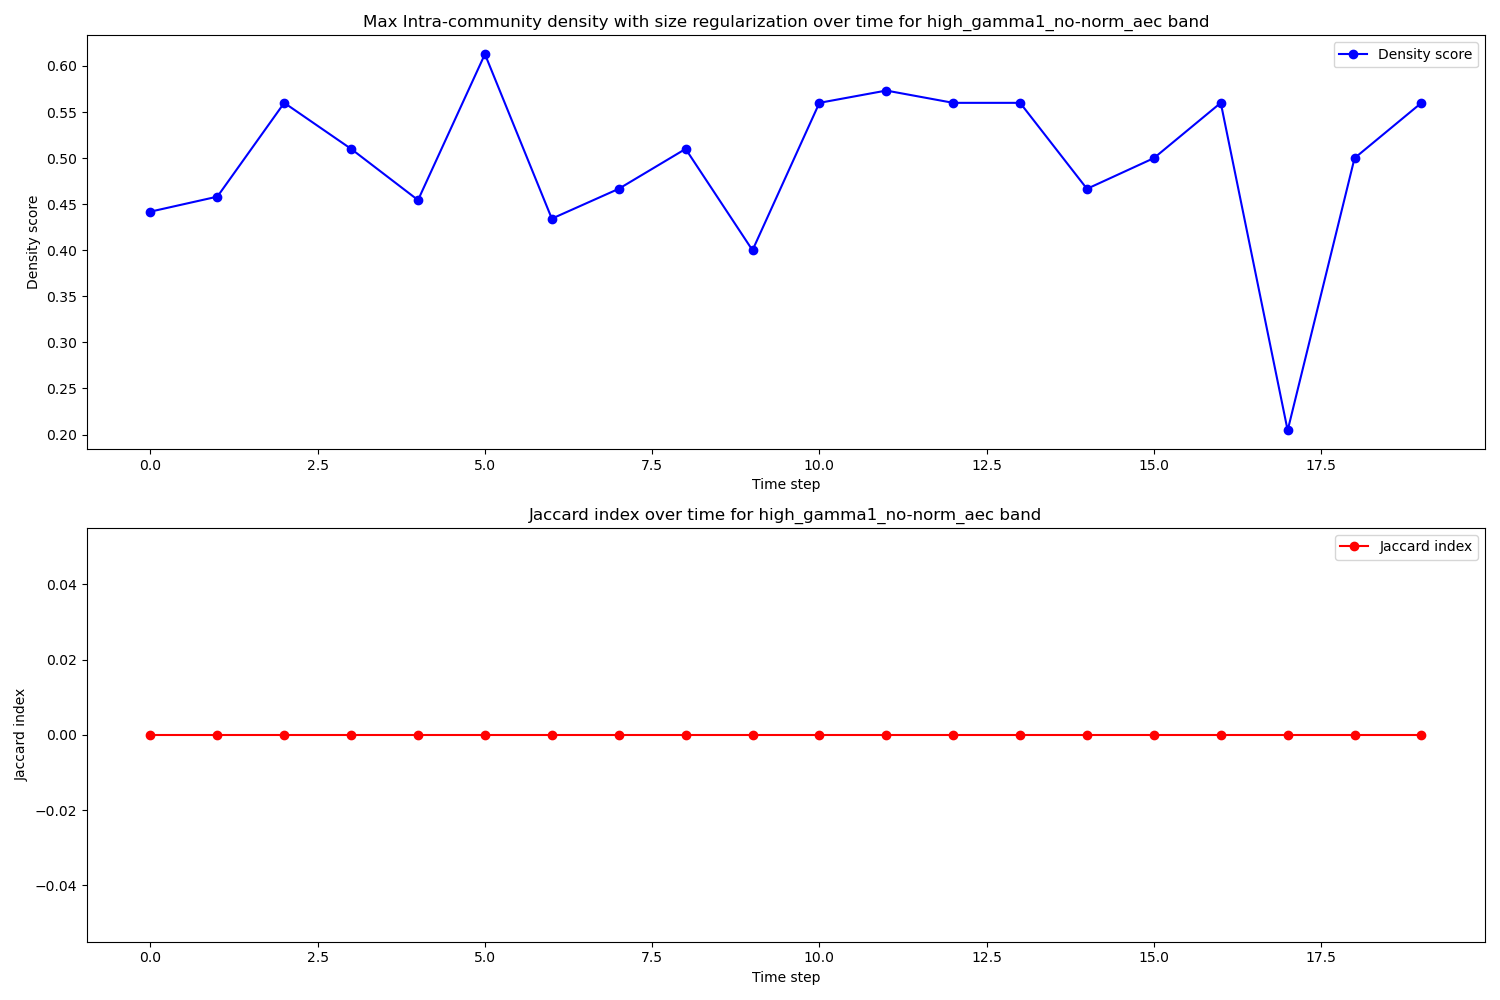 Max Intra-community density with size regularization over time for high_gamma1_no-norm_aec band
Density score
0.60
0.55
0.50
0.45
0.40
0.35
0.30
0.25
0.20
Density score
0.0 2.5 5.0 7.5 10.0 12.5 15.0 17.5
Time step
Jaccard index over time for high_gamma1_no-norm_aec band
Jaccard index
0.04
0.02
0.00
−0.02
−0.04
Jaccard index
0.0 2.5 5.0 7.5 10.0 12.5 15.0 17.5
Time step